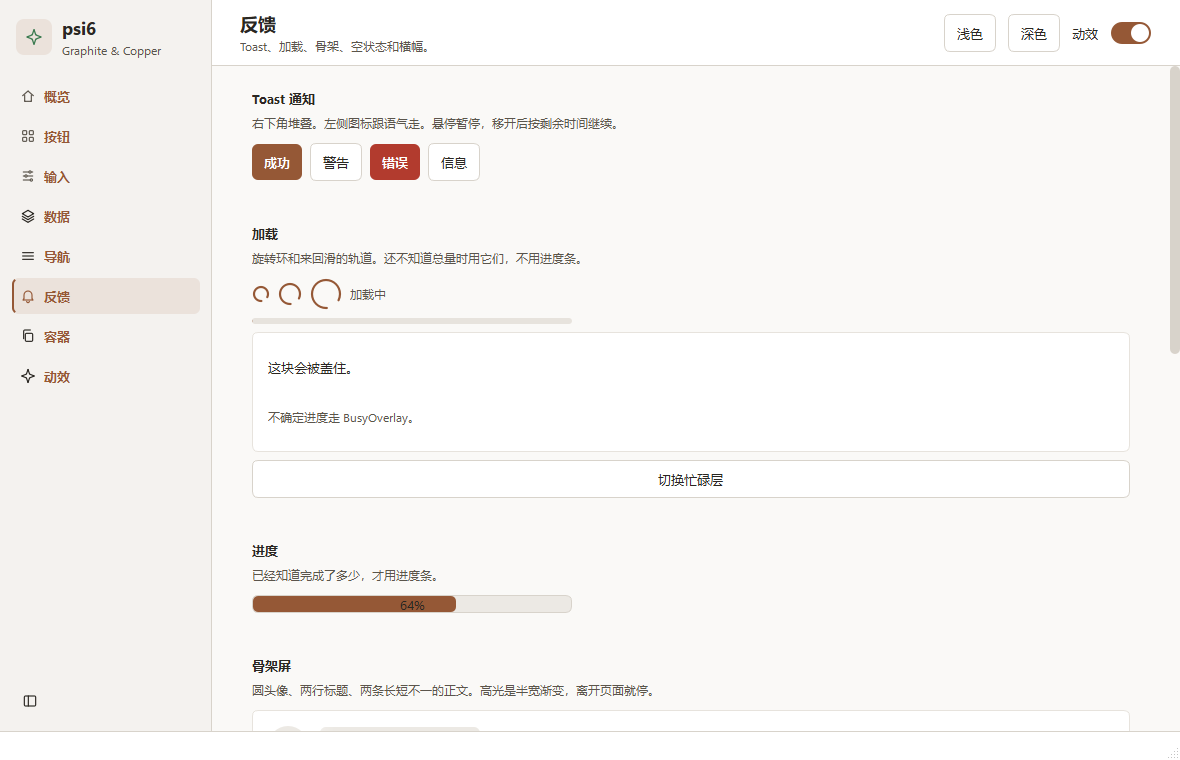 psi6
Graphite & Copper
概览
按钮
输入
数据
导航
反馈
容器
动效
反馈
Toast、加载、骨架、空状态和横幅。
浅色
深色
动效
Toast 通知
右下角堆叠。左侧图标跟语气走。悬停暂停，移开后按剩余时间继续。
成功
警告
错误
信息
加载
旋转环和来回滑的轨道。还不知道总量时用它们，不用进度条。
加载中
这块会被盖住。
不确定进度走 BusyOverlay。
切换忙碌层
进度
已经知道完成了多少，才用进度条。
64%
骨架屏
圆头像、两行标题、两条长短不一的正文。高光是半宽渐变，离开页面就停。